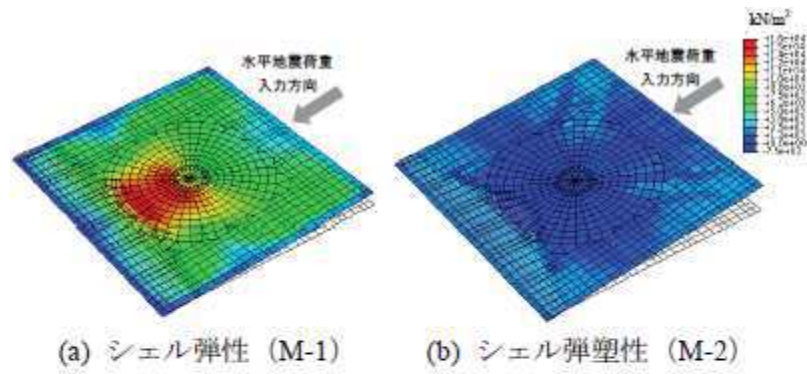 kN/m²
水平地震荷重
入力方向
水平地震荷重
入力方向
(a) シェル弾性（M-1）
(b) シェル弾塑性（M-2）